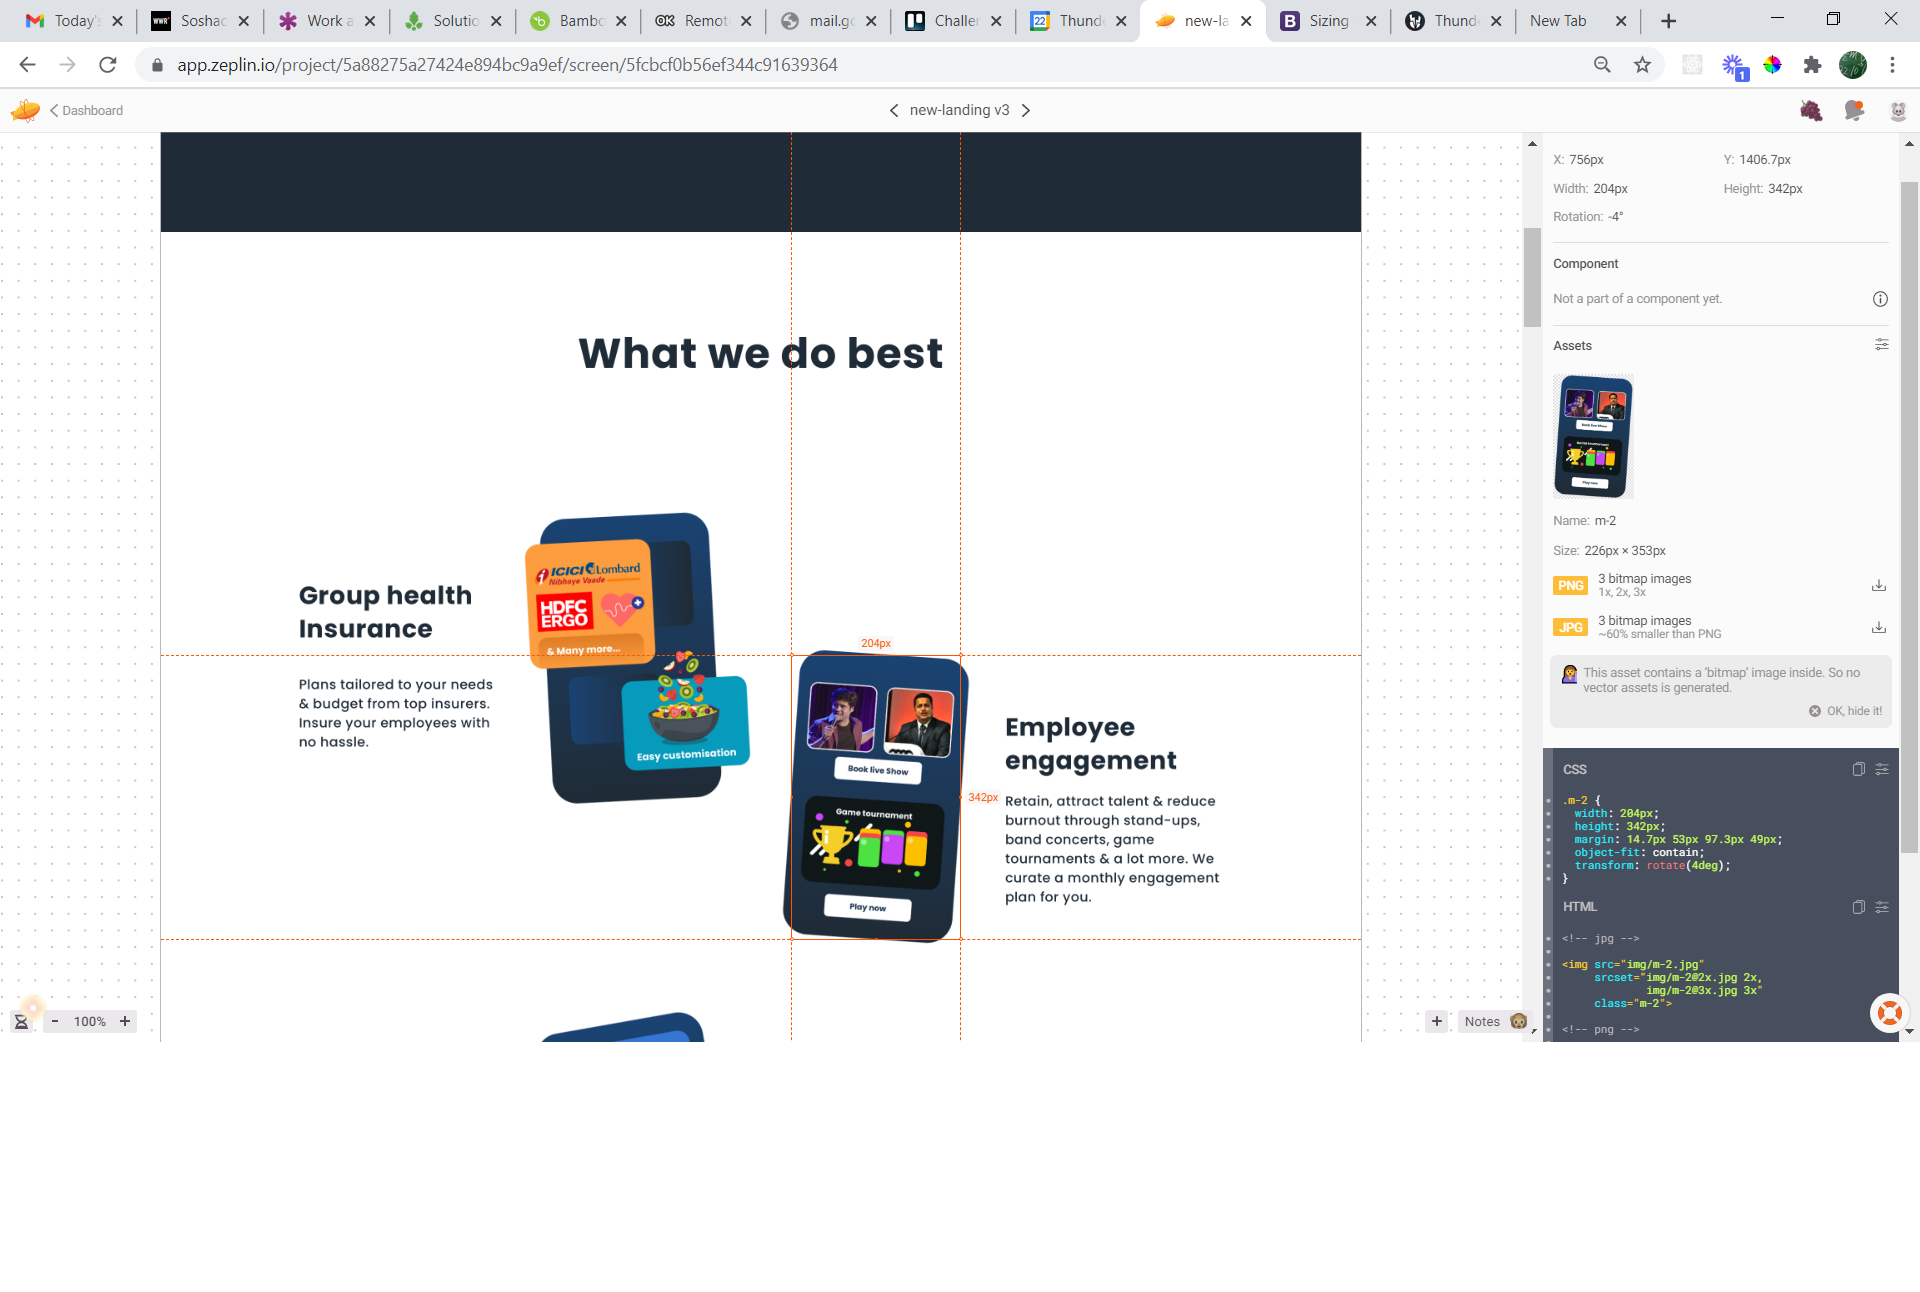 Today'
Soshac
Work a
Solutio
Bambo
Remot
mail.go
Challen
Thund
new-la
Sizing
Thund
New Tab
app.zeplin.io/project/5a88275a27424e894bc9a9ef/screen/5fcbcf0b56ef344c91639364
Dashboard
new-landing v3
What we do best
Group health
Insurance
Plans tailored to your needs
& budget from top insurers.
Insure your employees with
no hassle.
ICICI Lombard
Nibhaye Vaade
HDFC
ERGO
& Many more...
Easy customisation
204px
342px
Book live Show
Game tournament
Play now
Employee
engagement
Retain, attract talent & reduce
burnout through stand-ups,
band concerts, game
tournaments & a lot more. We
curate a monthly engagement
plan for you.
- 100% +
+ Notes
X: 756px Y: 1406.7px
Width: 204px Height: 342px
Rotation: -4°
Component
Not a part of a component yet.
Assets
Book live Show
Play now
Name: m-2
Size: 226px × 353px
PNG 3 bitmap images
1x, 2x, 3x
JPG 3 bitmap images
~60% smaller than PNG
This asset contains a 'bitmap' image inside. So no
vector assets is generated.
OK, hide it!
CSS
.m-2 {
width: 204px;
height: 342px;
margin: 14.7px 53px 97.3px 49px;
object-fit: contain;
transform: rotate(4deg);
}
HTML
<!-- jpg -->
<img src="img/m-2.jpg"
srcset="img/m-2@2x.jpg 2x,
img/m-2@3x.jpg 3x"
class="m-2">
<!-- png -->